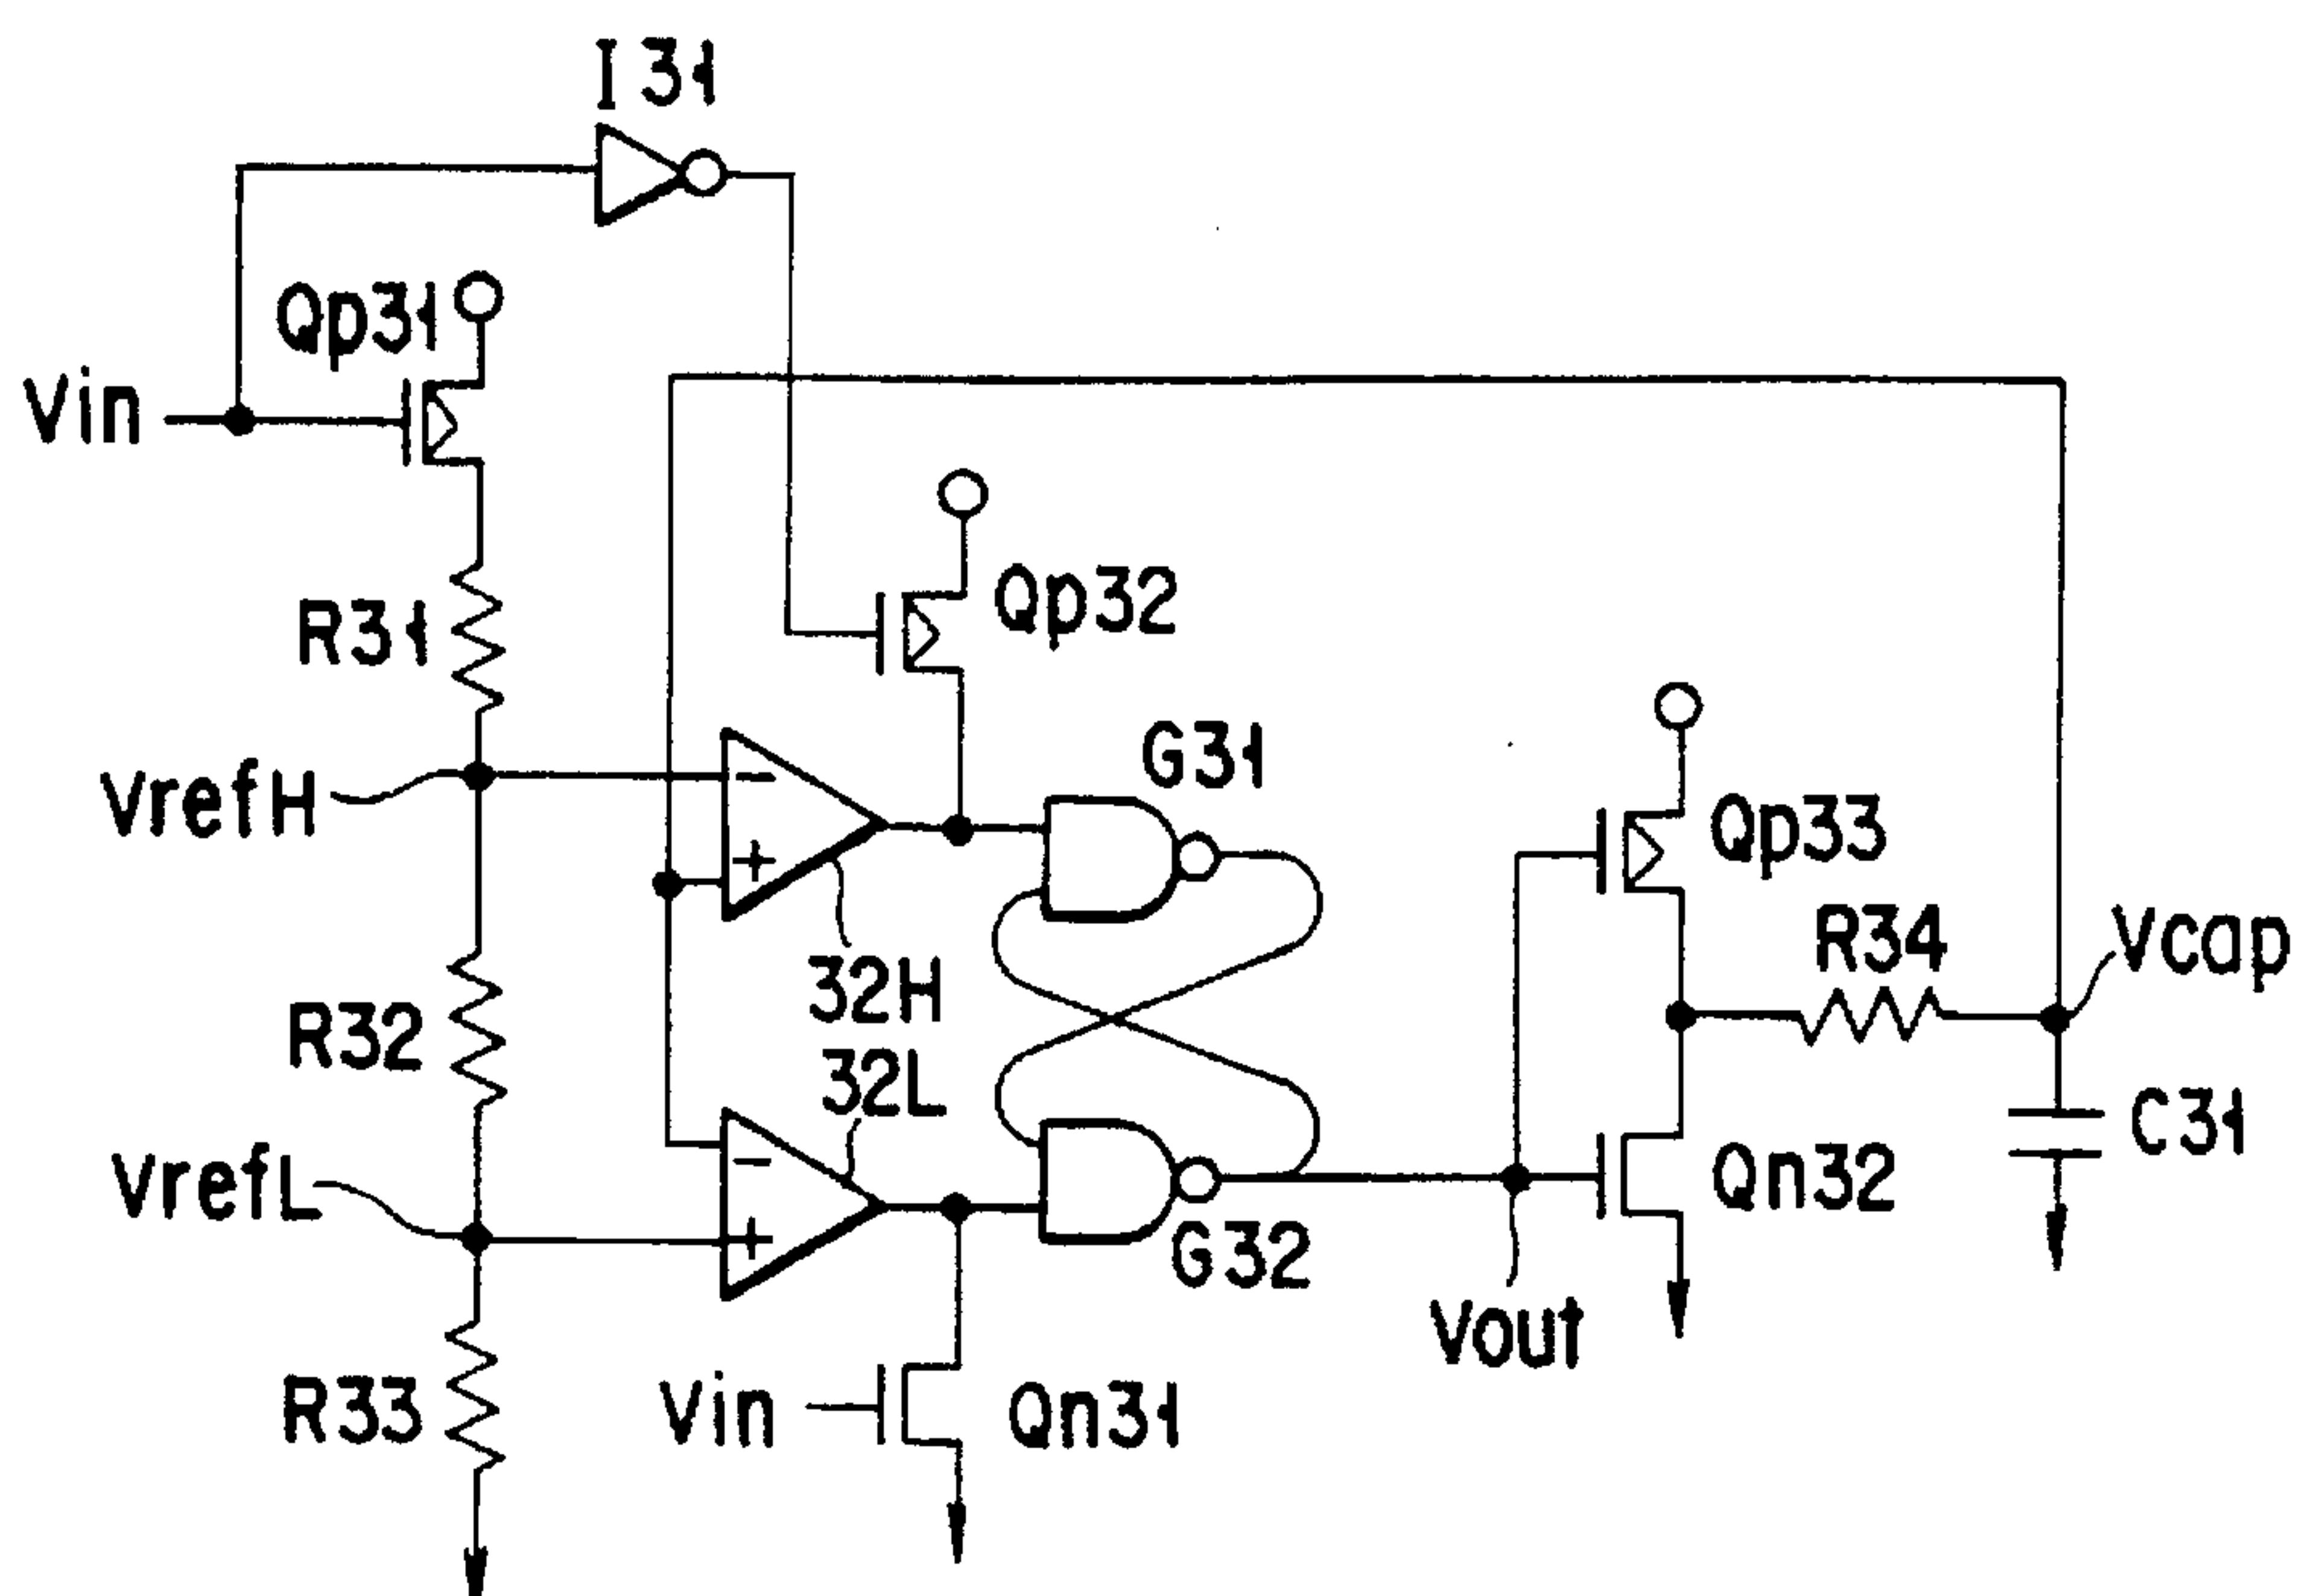 I31
Qp31
Vin
Qp32
R31
G31
VrefH
Qp33
R34
Vcap
32H
R32
32L
C31
VrefL
Qn32
G32
Vout
R33
Vin
Qn31